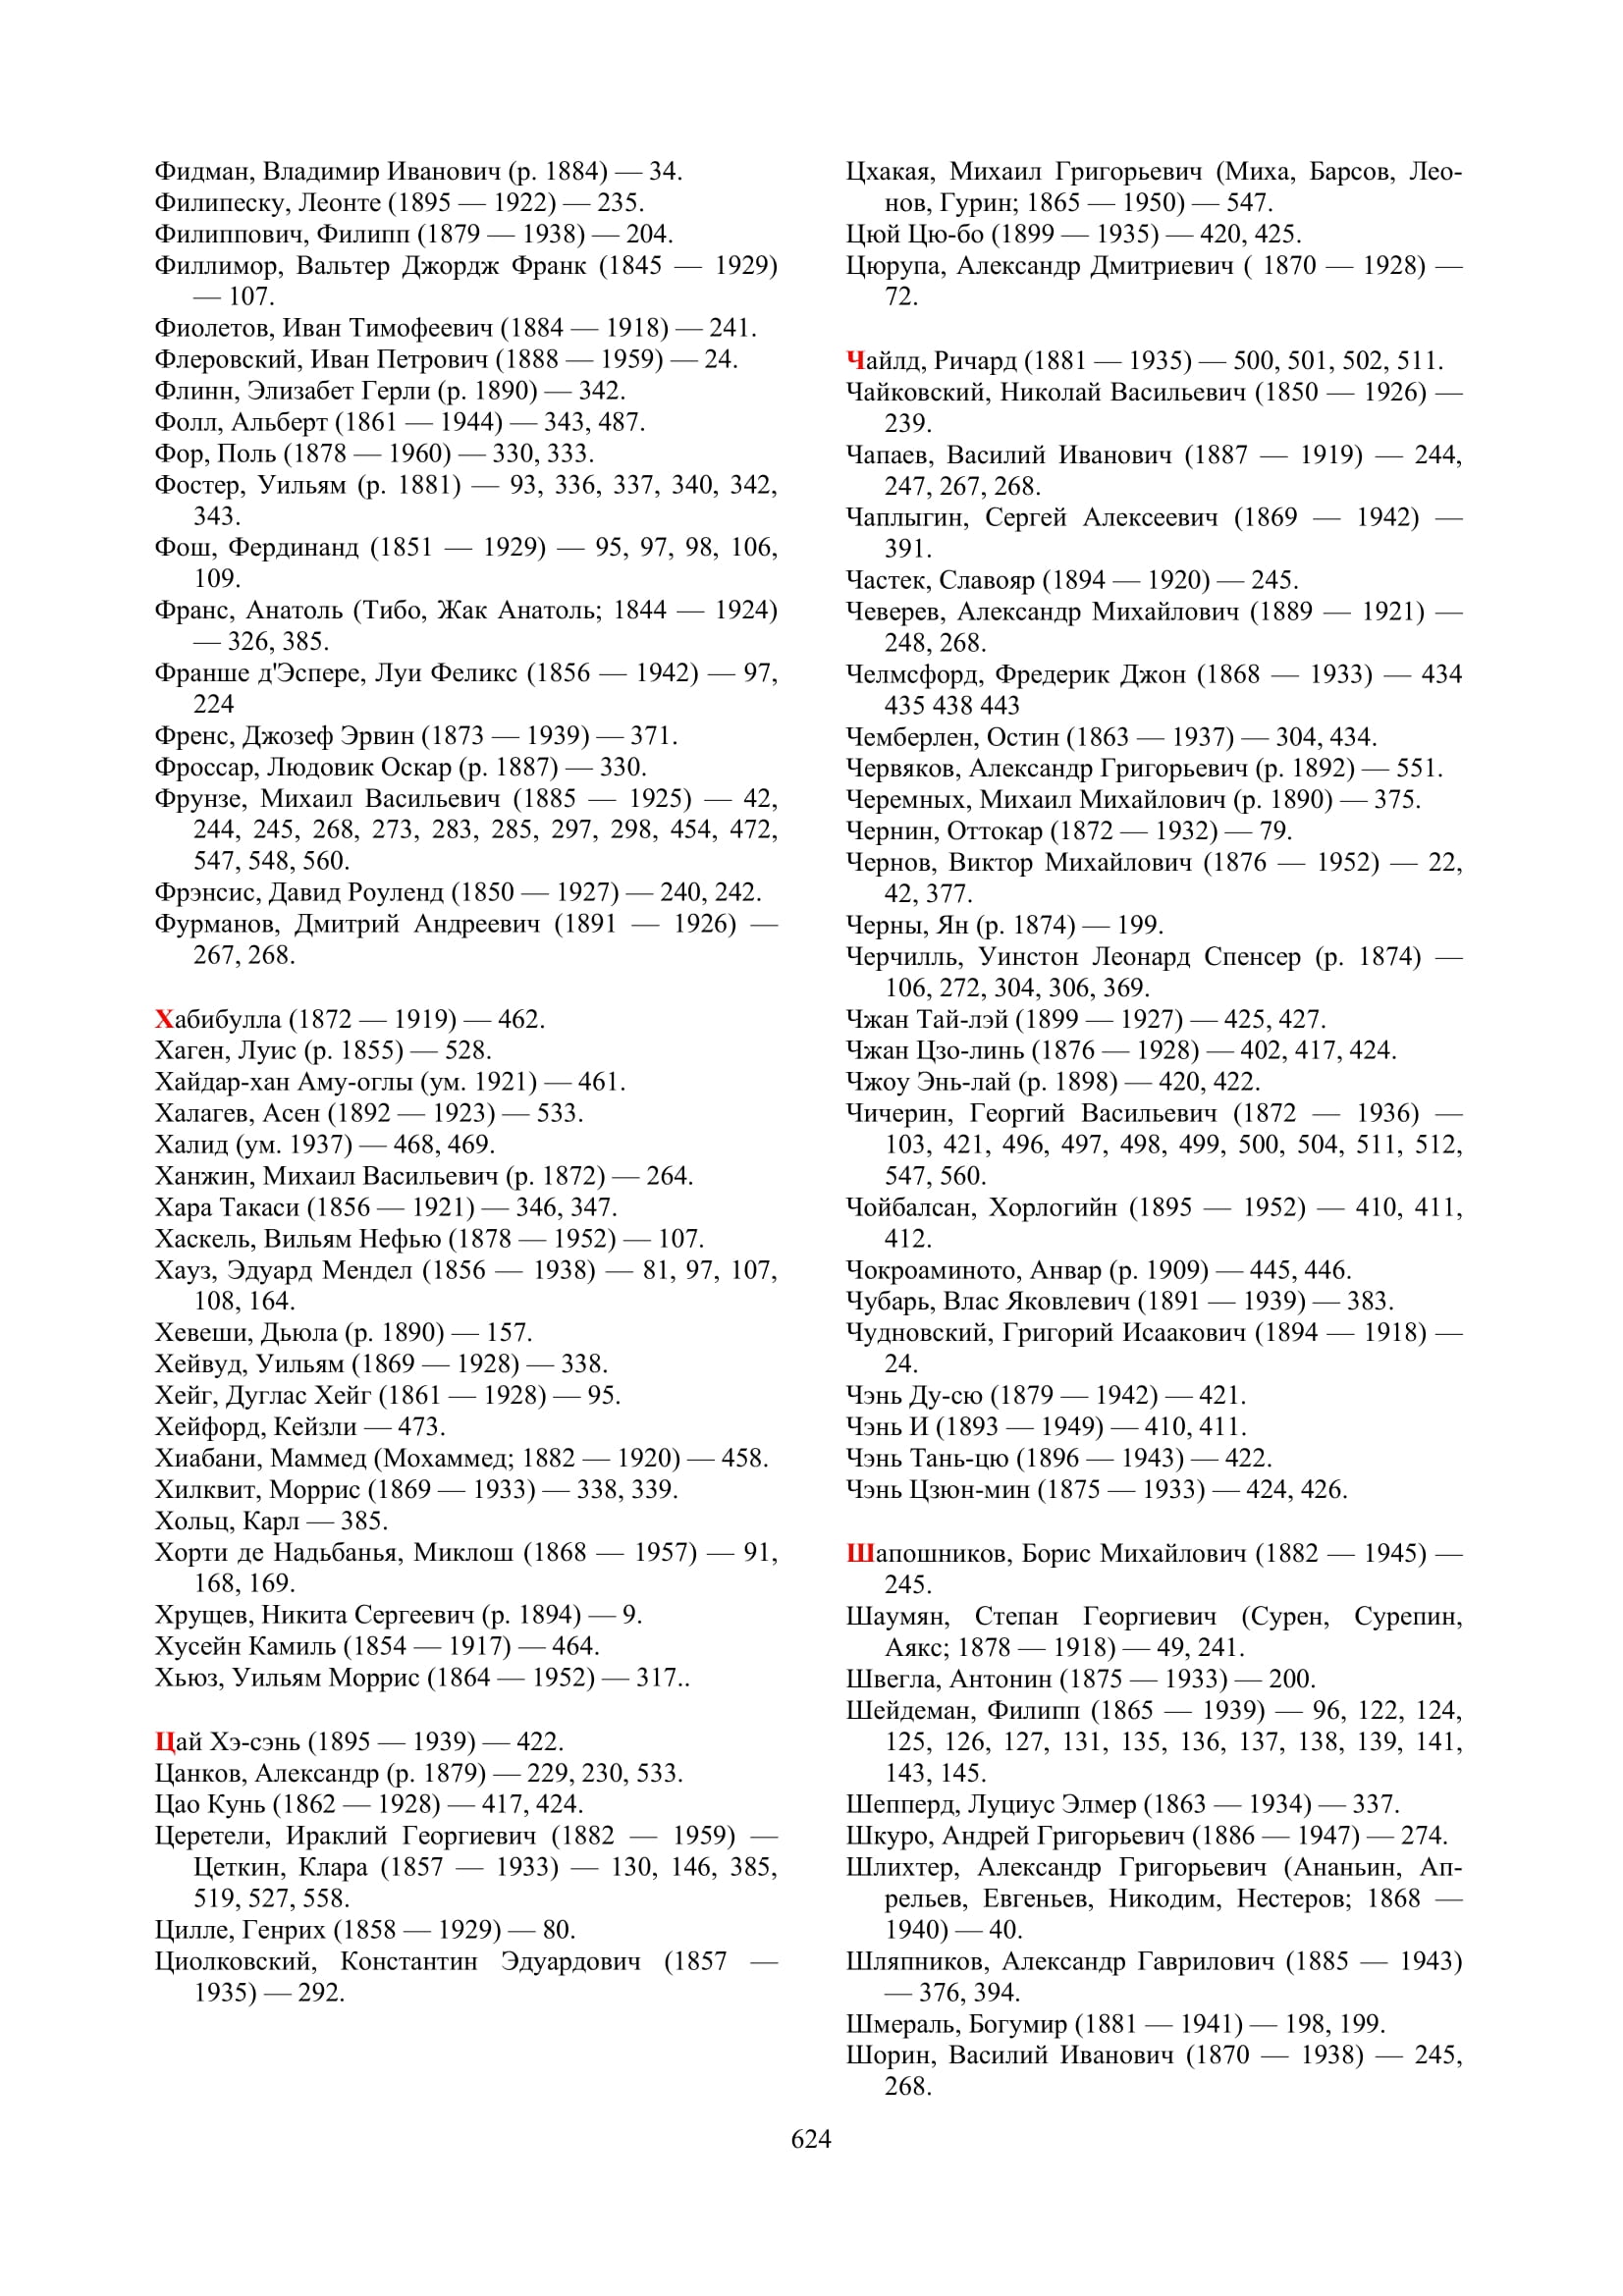 Фидман, Владимир Иванович (р. 1884) — 34.
Филипеску, Леонте (1895 — 1922) — 235.
Филиппович, Филипп (1879 — 1938) — 204.
Филлимор, Вальтер Джордж Франк (1845 — 1929)
— 107.
Фиолетов, Иван Тимофеевич (1884 — 1918) — 241.
Флеровский, Иван Петрович (1888 — 1959) — 24.
Флинн, Элизабет Герли (р. 1890) — 342.
Фолл, Альберт (1861 — 1944) — 343, 487.
Фор, Поль (1878 — 1960) — 330, 333.
Фостер, Уильям (р. 1881) — 93, 336, 337, 340, 342,
343.
Фош, Фердинанд (1851 — 1929) — 95, 97, 98, 106,
109.
Франс, Анатоль (Тибо, Жак Анатоль; 1844 — 1924)
— 326, 385.
Франше д'Эспере, Луи Феликс (1856 — 1942) — 97,
224
Френс, Джозеф Эрвин (1873 — 1939) — 371.
Фроссар, Людовик Оскар (р. 1887) — 330.
Фрунзе, Михаил Васильевич (1885 — 1925) — 42,
244, 245, 268, 273, 283, 285, 297, 298, 454, 472,
547, 548, 560.
Фрэнсис, Давид Роуленд (1850 — 1927) — 240, 242.
Фурманов, Дмитрий Андреевич (1891 — 1926) —
267, 268.
Хабибулла (1872 — 1919) — 462.
Хаген, Луис (р. 1855) — 528.
Хайдар-хан Аму-оглы (ум. 1921) — 461.
Халагев, Асен (1892 — 1923) — 533.
Халид (ум. 1937) — 468, 469.
Ханжин, Михаил Васильевич (р. 1872) — 264.
Хара Такаси (1856 — 1921) — 346, 347.
Хаскель, Вильям Нефью (1878 — 1952) — 107.
Хауз, Эдуард Мендел (1856 — 1938) — 81, 97, 107,
108, 164.
Хевеши, Дьюла (р. 1890) — 157.
Хейвуд, Уильям (1869 — 1928) — 338.
Хейг, Дуглас Хейг (1861 — 1928) — 95.
Хейфорд, Кейзли — 473.
Хиабани, Маммед (Мохаммед; 1882 — 1920) — 458.
Хилквит, Моррис (1869 — 1933) — 338, 339.
Хольц, Карл — 385.
Хорти де Надьбанья, Миклош (1868 — 1957) — 91,
168, 169.
Хрущев, Никита Сергеевич (р. 1894) — 9.
Хусейн Камиль (1854 — 1917) — 464.
Хьюз, Уильям Моррис (1864 — 1952) — 317..
Цай Хэ-сэнь (1895 — 1939) — 422.
Цанков, Александр (р. 1879) — 229, 230, 533.
Цао Кунь (1862 — 1928) — 417, 424.
Церетели, Ираклий Георгиевич (1882 — 1959) —
Цеткин, Клара (1857 — 1933) — 130, 146, 385,
519, 527, 558.
Цилле, Генрих (1858 — 1929) — 80.
Циолковский, Константин Эдуардович (1857 —
1935) — 292.
Цхакая, Михаил Григорьевич (Миха, Барсов, Лео-
нов, Гурин; 1865 — 1950) — 547.
Цюй Цю-бо (1899 — 1935) — 420, 425.
Цюрупа, Александр Дмитриевич ( 1870 — 1928) —
72.
Чайлд, Ричард (1881 — 1935) — 500, 501, 502, 511.
Чайковский, Николай Васильевич (1850 — 1926) —
239.
Чапаев, Василий Иванович (1887 — 1919) — 244,
247, 267, 268.
Чаплыгин, Сергей Алексеевич (1869 — 1942) —
391.
Частек, Славояр (1894 — 1920) — 245.
Чеверев, Александр Михайлович (1889 — 1921) —
248, 268.
Челмсфорд, Фредерик Джон (1868 — 1933) — 434
435 438 443
Чемберлен, Остин (1863 — 1937) — 304, 434.
Червяков, Александр Григорьевич (р. 1892) — 551.
Черемных, Михаил Михайлович (р. 1890) — 375.
Чернин, Оттокар (1872 — 1932) — 79.
Чернов, Виктор Михайлович (1876 — 1952) — 22,
42, 377.
Черны, Ян (р. 1874) — 199.
Черчилль, Уинстон Леонард Спенсер (р. 1874) —
106, 272, 304, 306, 369.
Чжан Тай-лэй (1899 — 1927) — 425, 427.
Чжан Цзо-линь (1876 — 1928) — 402, 417, 424.
Чжоу Энь-лай (р. 1898) — 420, 422.
Чичерин, Георгий Васильевич (1872 — 1936) —
103, 421, 496, 497, 498, 499, 500, 504, 511, 512,
547, 560.
Чойбалсан, Хорлогийн (1895 — 1952) — 410, 411,
412.
Чокроаминото, Анвар (р. 1909) — 445, 446.
Чубарь, Влас Яковлевич (1891 — 1939) — 383.
Чудновский, Григорий Исаакович (1894 — 1918) —
24.
Чэнь Ду-сю (1879 — 1942) — 421.
Чэнь И (1893 — 1949) — 410, 411.
Чэнь Тань-цю (1896 — 1943) — 422.
Чэнь Цзюн-мин (1875 — 1933) — 424, 426.
Шапошников, Борис Михайлович (1882 — 1945) —
245.
Шаумян, Степан Георгиевич (Сурен, Сурепин,
Аякс; 1878 — 1918) — 49, 241.
Швегла, Антонин (1875 — 1933) — 200.
Шейдеман, Филипп (1865 — 1939) — 96, 122, 124,
125, 126, 127, 131, 135, 136, 137, 138, 139, 141,
143, 145.
Шепперд, Луциус Элмер (1863 — 1934) — 337.
Шкуро, Андрей Григорьевич (1886 — 1947) — 274.
Шлихтер, Александр Григорьевич (Ананьин, Ап-
рельев, Евгеньев, Никодим, Нестеров; 1868 —
1940) — 40.
Шляпников, Александр Гаврилович (1885 — 1943)
— 376, 394.
Шмераль, Богумир (1881 — 1941) — 198, 199.
Шорин, Василий Иванович (1870 — 1938) — 245,
268.
624